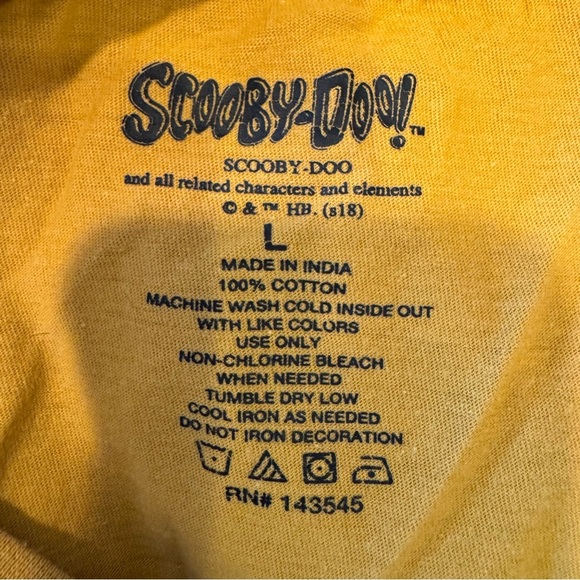 SCOOBY-DOO!™
SCOOBY-DOO
and all related characters and elements
© & ™ HB. (s18)
L
MADE IN INDIA
100% COTTON
MACHINE WASH COLD INSIDE OUT
WITH LIKE COLORS
USE ONLY
NON-CHLORINE BLEACH
WHEN NEEDED
TUMBLE DRY LOW
COOL IRON AS NEEDED
DO NOT IRON DECORATION
RN# 143545